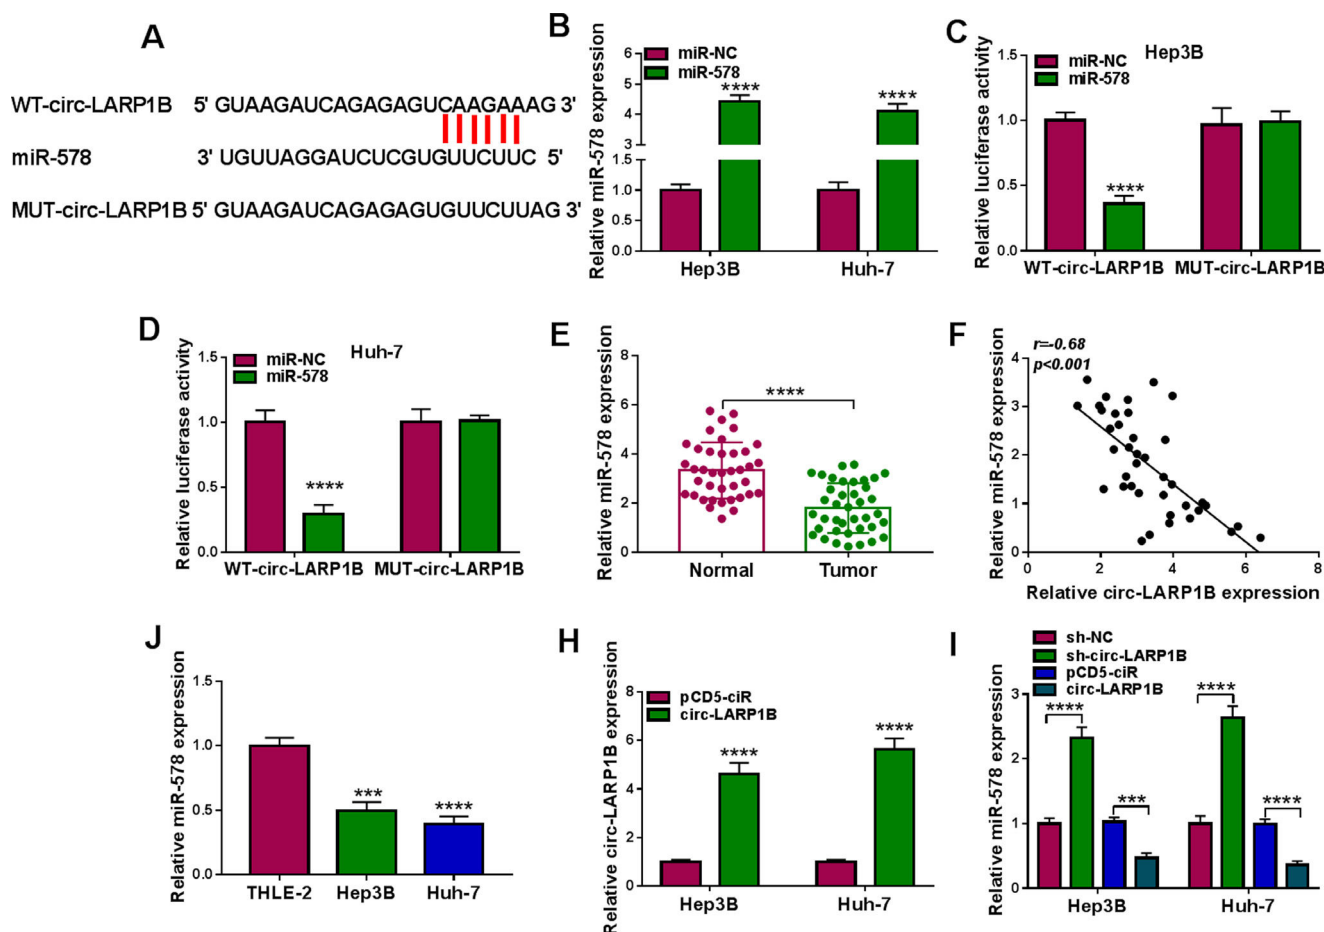 A
WT-circ-LARP1B 5' GUAAGAUCAGAGAGUCAAGAAAG 3'
miR-578 3' UGUUAGGAUCUCGUGUUCUUC 5'
MUT-circ-LARP1B 5' GUAAGAUCAGAGAGUGUUCUUAG 3'
B
miR-NC
miR-578
Relative miR-578 expression
6
5
4
3
1.5
1.0
0.5
0.0
****
****
Hep3B Huh-7
C
Hep3B
miR-NC
miR-578
Relative luciferase activity
1.5
1.0
0.5
0.0
****
WT-circ-LARP1B MUT-circ-LARP1B
D
Huh-7
miR-NC
miR-578
Relative luciferase activity
1.5
1.0
0.5
0.0
****
WT-circ-LARP1B MUT-circ-LARP1B
E
Relative miR-578 expression
8
6
4
2
0
****
Normal Tumor
F
r=-0.68
p<0.001
Relative miR-578 expression
4
3
2
1
0
0 2 4 6 8
Relative circ-LARP1B expression
J
Relative miR-578 expression
1.5
1.0
0.5
0.0
***
****
THLE-2 Hep3B Huh-7
H
pCD5-ciR
circ-LARP1B
Relative circ-LARP1B expression
8
6
4
2
0
****
****
Hep3B Huh-7
I
sh-NC
sh-circ-LARP1B
pCD5-ciR
circ-LARP1B
Relative miR-578 expression
3
2
1
0
****
***
****
****
Hep3B Huh-7